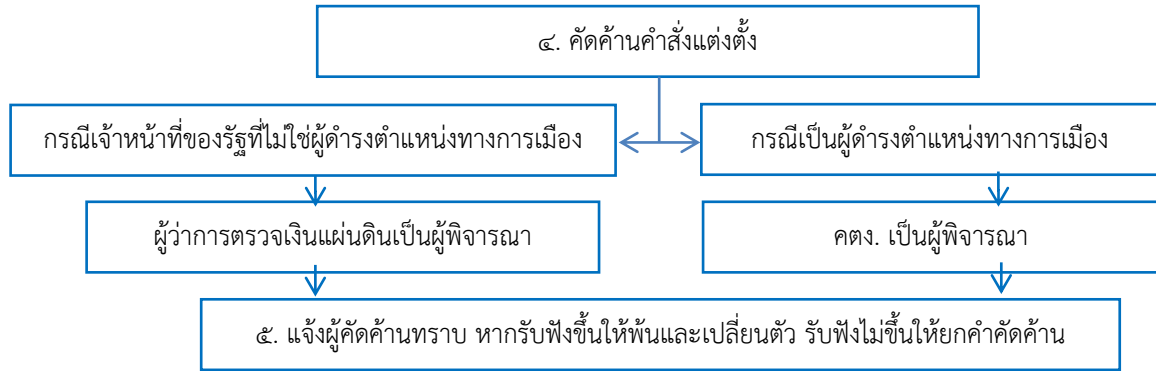 ๔. คัดค้านคำสั่งแต่งตั้ง
กรณีเจ้าหน้าที่ของรัฐที่ไม่ใช่ผู้ดำรงตำแหน่งทางการเมือง
กรณีเป็นผู้ดำรงตำแหน่งทางการเมือง
ผู้ว่าการตรวจเงินแผ่นดินเป็นผู้พิจารณา
คตง. เป็นผู้พิจารณา
๕. แจ้งผู้คัดค้านทราบ หากรับฟังขึ้นให้พ้นและเปลี่ยนตัว รับฟังไม่ขึ้นให้ยกคำคัดค้าน